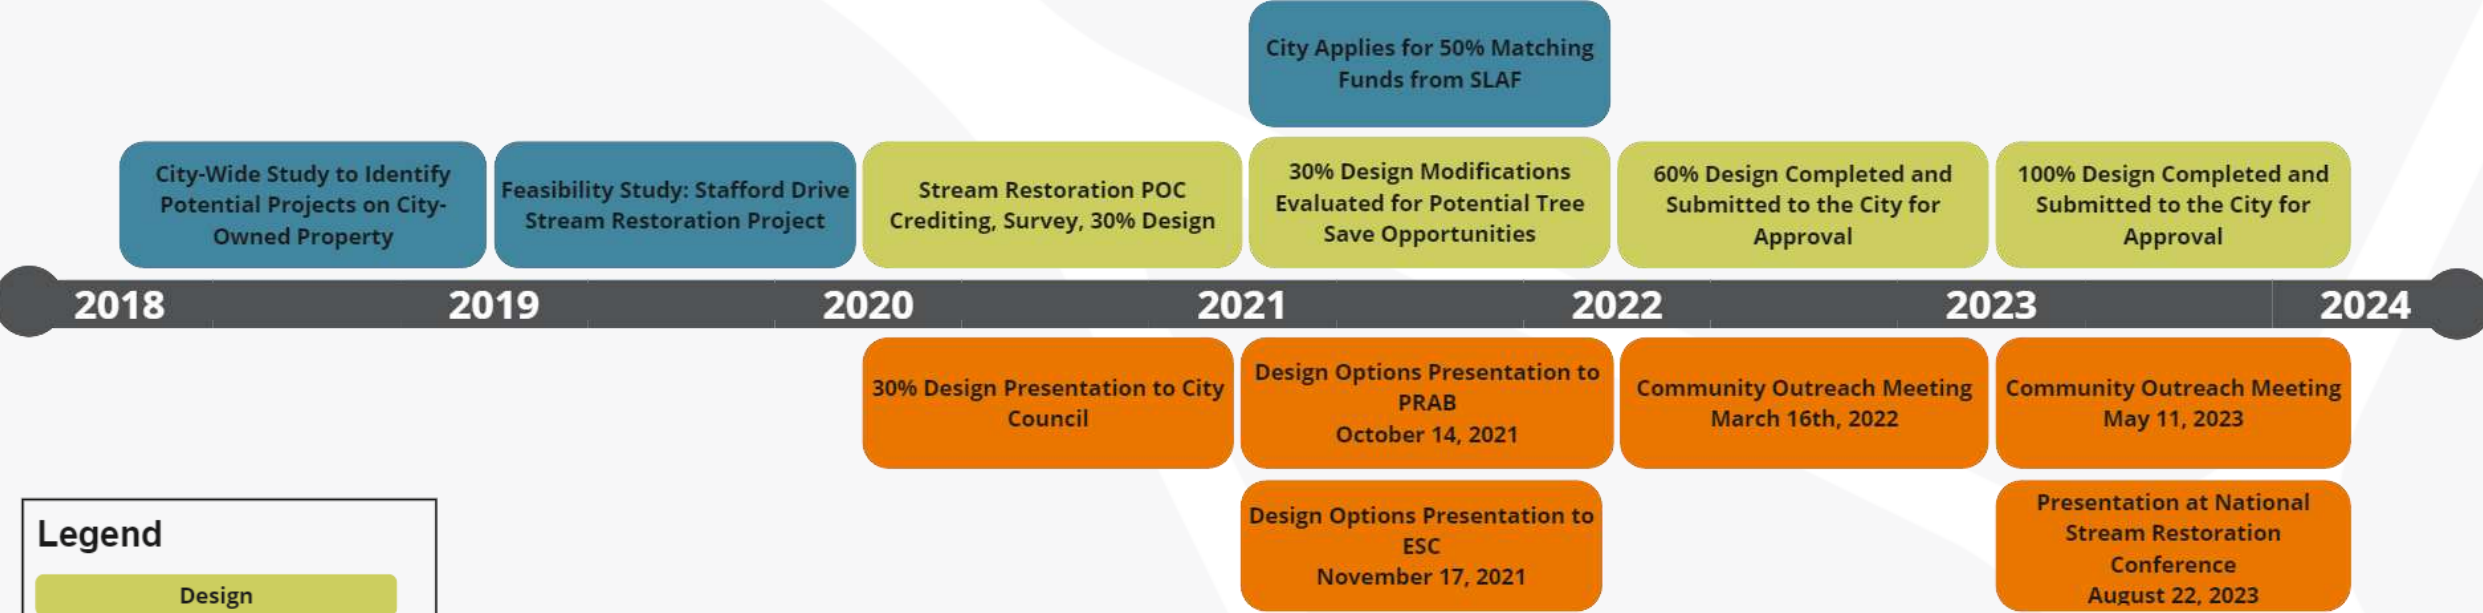 City Applies for 50% Matching
Funds from SLAF
City-Wide Study to Identify
Potential Projects on City-
Owned Property
Feasibility Study: Stafford Drive
Stream Restoration Project
Stream Restoration POC
Crediting, Survey, 30% Design
30% Design Modifications
Evaluated for Potential Tree
Save Opportunities
60% Design Completed and
Submitted to the City for
Approval
100% Design Completed and
Submitted to the City for
Approval
2018 2019 2020 2021 2022 2023 2024
30% Design Presentation to City
Council
Design Options Presentation to
PRAB
October 14, 2021
Community Outreach Meeting
March 16th, 2022
Community Outreach Meeting
May 11, 2023
Design Options Presentation to
ESC
November 17, 2021
Presentation at National
Stream Restoration
Conference
August 22, 2023
Legend
Design